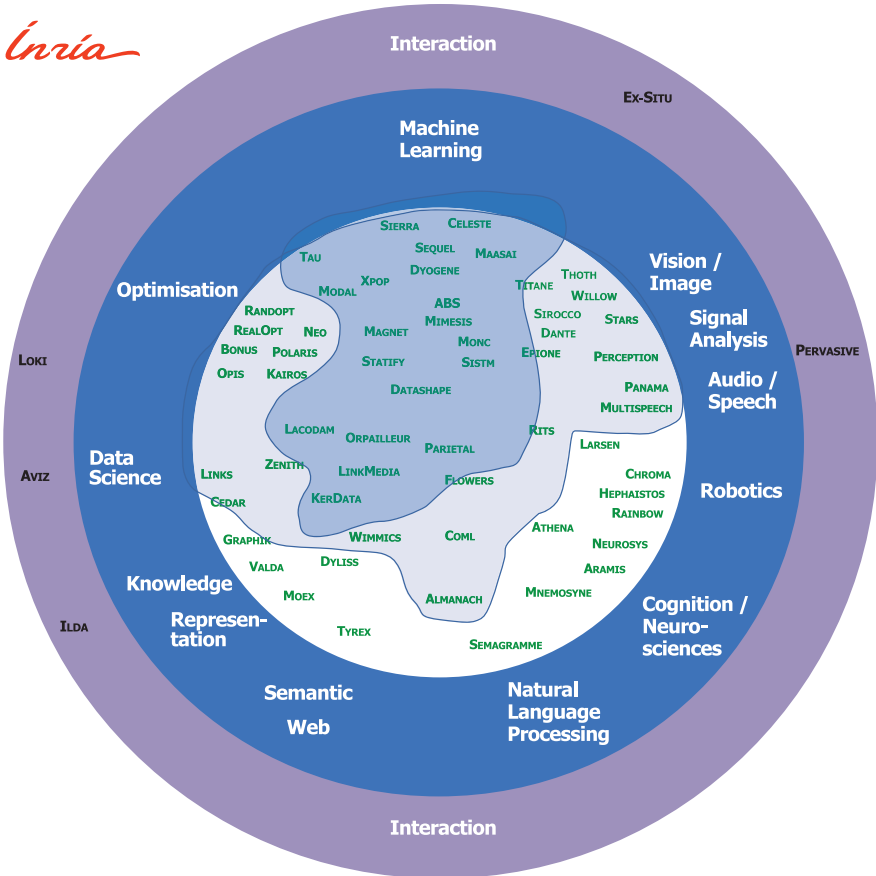 Inria
Interaction
Ex-Situ
Machine
Learning
Sierra
Celeste
Sequel
Maasai
Tau
Dyogene
Xpop
Modal
Titane
Thoth
Willow
Vision /
Image
Optimisation
ABS
Mimesis
Sirocco
Stars
Signal
Analysis
Randopt
RealOpt
Neo
Magnet
Monc
Dante
Bonus
Polaris
Statify
Sistm
Epione
Perception
Pervasive
Loki
Opis
Kairos
Datashape
Panama
Multispeech
Audio /
Speech
Lacodam
Orpailleur
Parietal
Rits
Larsen
Data
Science
Aviz
Links
Zenith
LinkMedia
Flowers
Chroma
Hephaistos
Rainbow
Robotics
Cedar
KerData
Graphik
Wimmics
Coml
Athena
Neurosys
Valda
Dyliss
Aramis
Knowledge
Represen-
tation
Moex
Almanach
Mnemosyne
Cognition /
Neuro-
sciences
Ilda
Tyrex
Semagramme
Semantic
Web
Natural
Language
Processing
Interaction